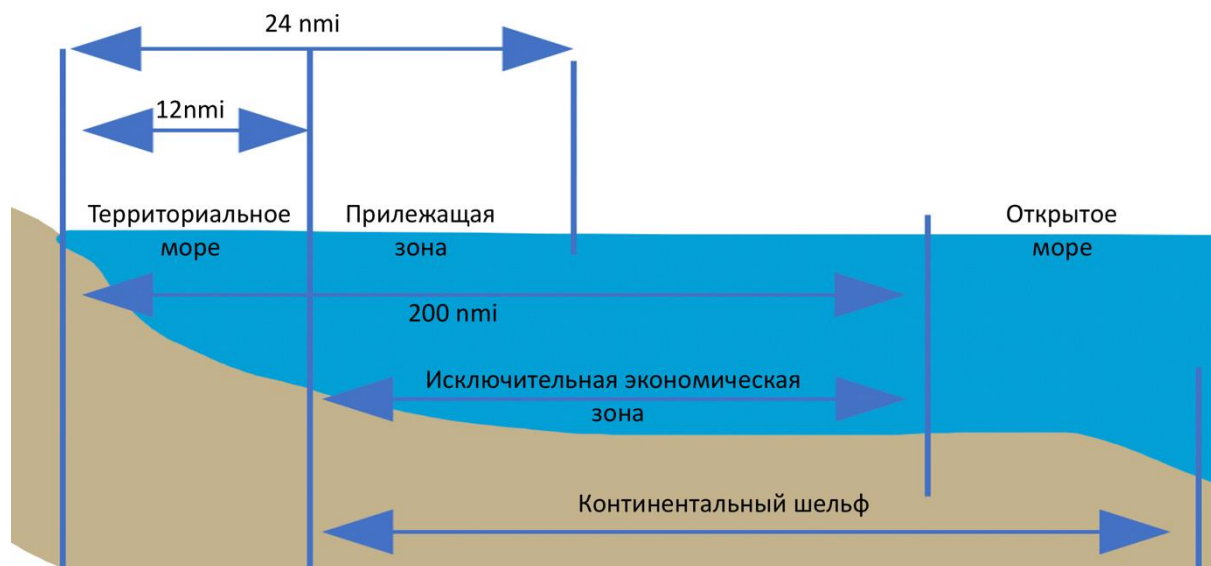 24 nmi
12nmi
Территориальное
море
Прилежащая
зона
Открытое
море
200 nmi
Исключительная экономическая
зона
Континентальный шельф